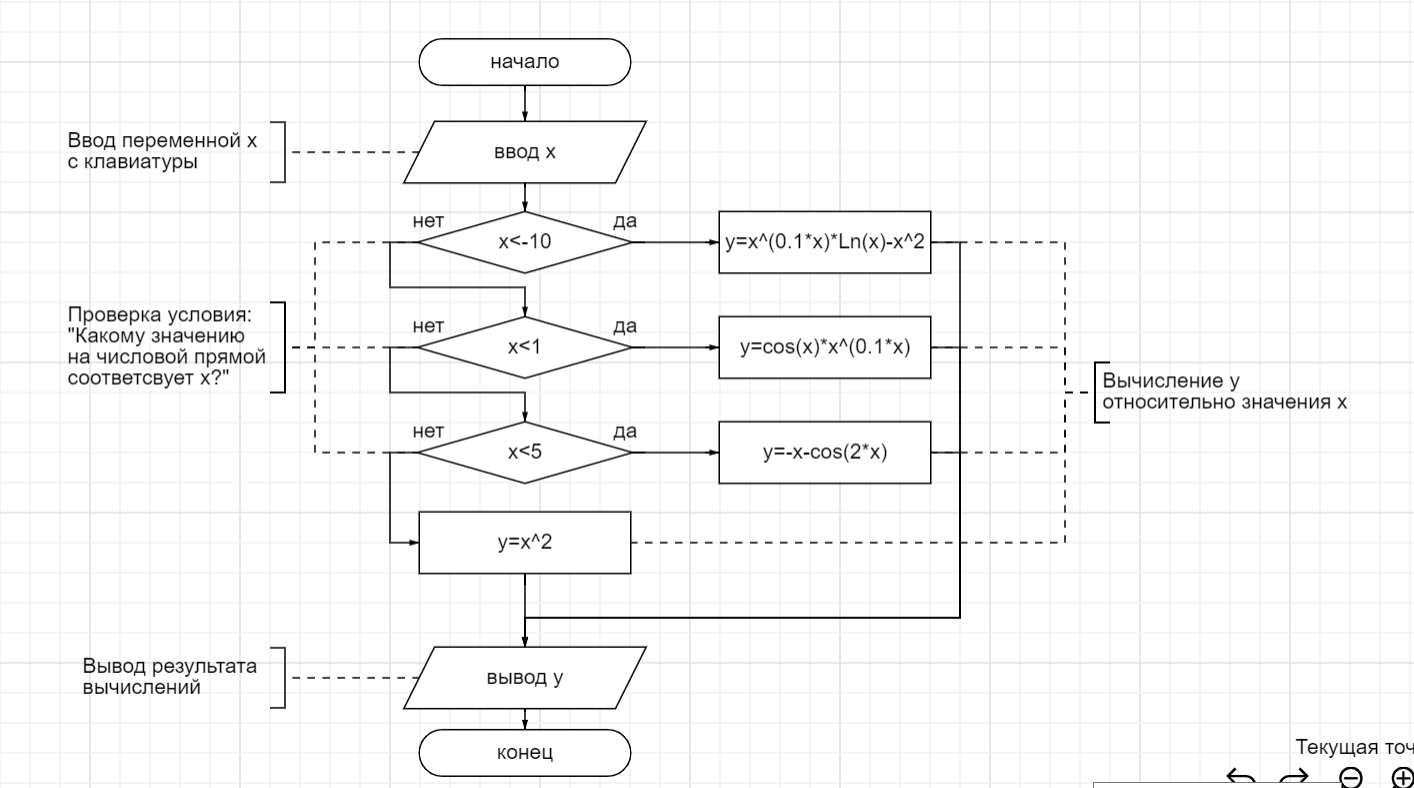 начало
Ввод переменной x
с клавиатуры
ввод x
нет
да
x<-10
y=x^(0.1*x)*Ln(x)-x^2
Проверка условия:
"Какому значению
на числовой прямой
соответсвует x?"
нет
да
x<1
y=cos(x)*x^(0.1*x)
Вычисление y
относительно значения x
нет
да
x<5
y=-x-cos(2*x)
y=x^2
Вывод результата
вычислений
вывод y
конец
Текущая точ